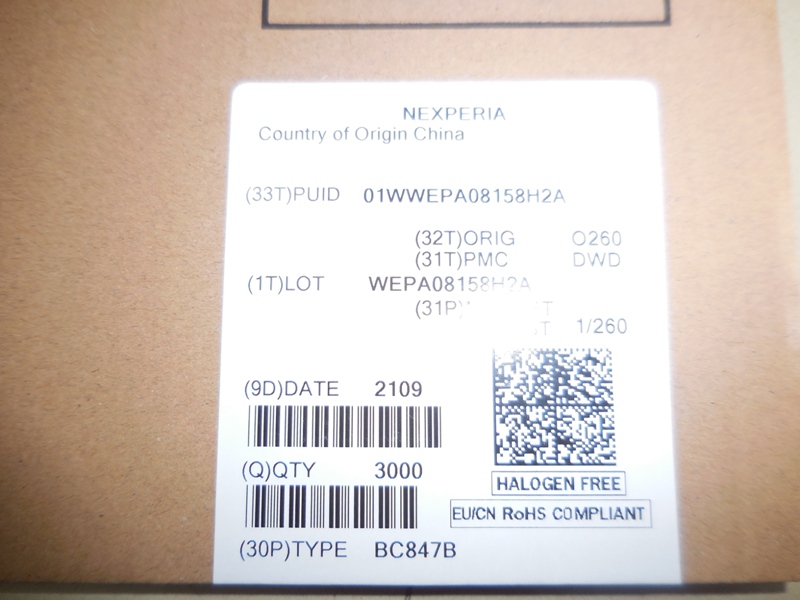 NEXPERIA
Country of Origin China
(33T)PUID 01WWEPA08158H2A
(32T)ORIG O260
(31T)PMC DWD
(1T)LOT WEPA08158H2A
(31P)
1/260
(9D)DATE 2109
(Q)QTY 3000
HALOGEN FREE
EU/CN RoHS COMPLIANT
(30P)TYPE BC847B